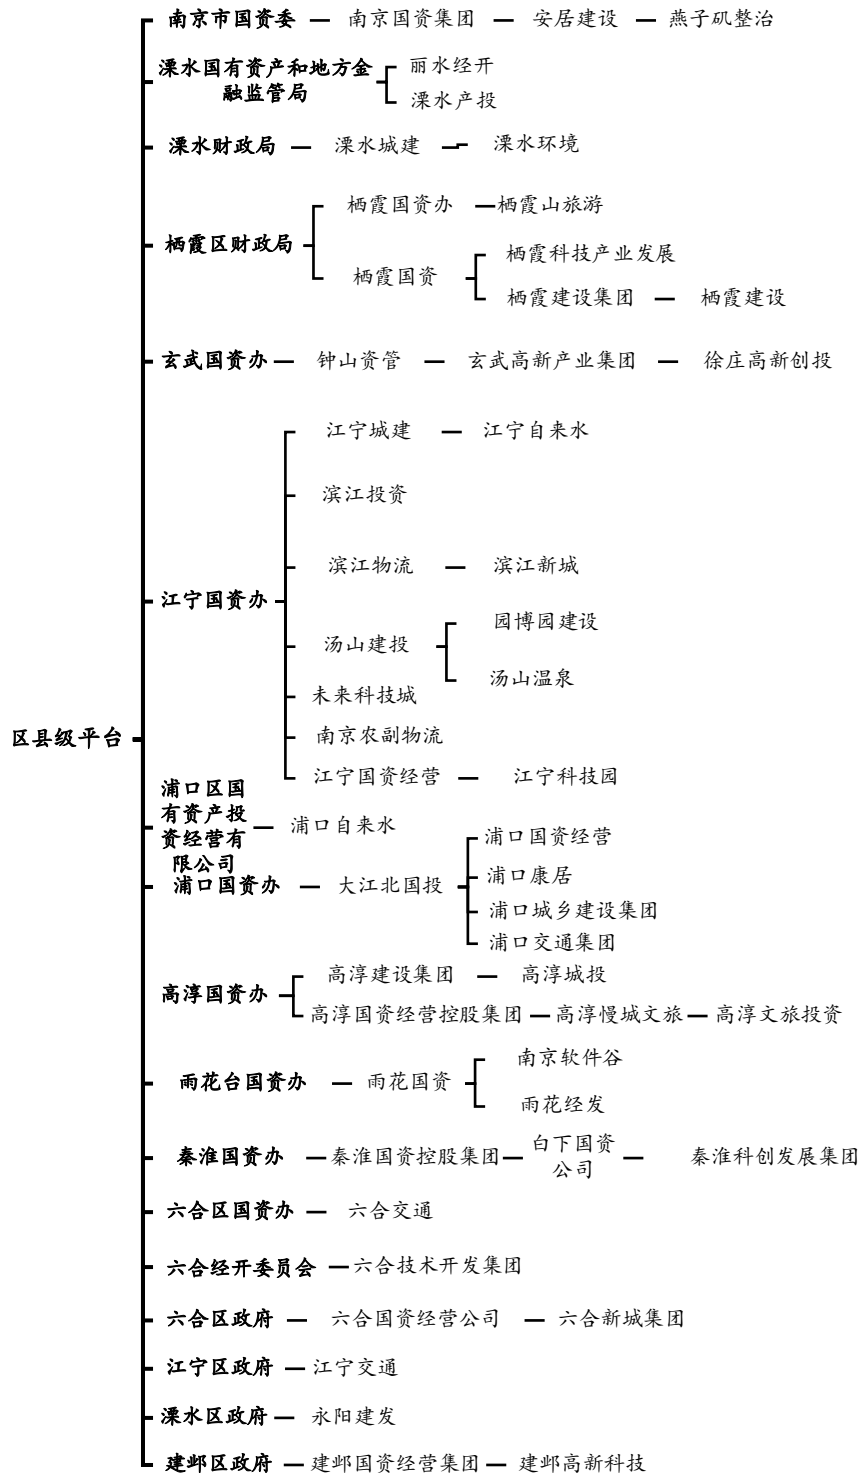 南京市国资委 南京国资集团 安居建设 燕子矶整治
溧水国有资产和地方金
融监管局
丽水经开
溧水产投
溧水财政局 溧水城建 溧水环境
栖霞区财政局
栖霞国资办 栖霞山旅游
栖霞国资
栖霞科技产业发展
栖霞建设集团 栖霞建设
玄武国资办 钟山资管 玄武高新产业集团 徐庄高新创投
江宁国资办
江宁城建 江宁自来水
滨江投资
滨江物流 滨江新城
汤山建投
园博园建设
汤山温泉
未来科技城
南京农副物流
江宁国资经营 江宁科技园
区县级平台
浦口区国
有资产投
资经营有
限公司
浦口自来水
浦口国资办 大江北国投
浦口国资经营
浦口康居
浦口城乡建设集团
浦口交通集团
高淳国资办
高淳建设集团 高淳城投
高淳国资经营控股集团 高淳慢城文旅 高淳文旅投资
雨花台国资办 雨花国资
南京软件谷
雨花经发
秦淮国资办 秦淮国资控股集团
白下国资
公司
秦淮科创发展集团
六合区国资办 六合交通
六合经开委员会 六合技术开发集团
六合区政府 六合国资经营公司 六合新城集团
江宁区政府 江宁交通
溧水区政府 永阳建发
建邺区政府 建邺国资经营集团 建邺高新科技